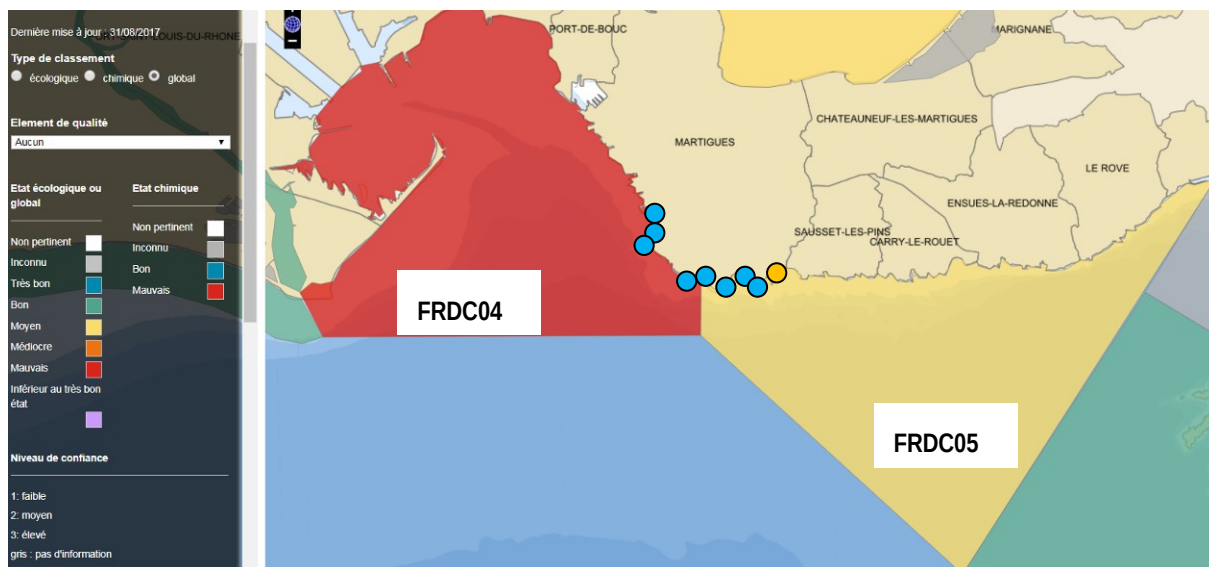 Dernière mise à jour : 31/08/2017
Type de classement
écologique chimique global
Element de qualité
Aucun
Etat écologique ou global
Non pertinent
Inconnu
Très bon
Bon
Moyen
Médiocre
Mauvais
Inférieur au très bon état
Etat chimique
Non pertinent
Inconnu
Bon
Mauvais
Niveau de confiance
1: faible
2: moyen
3: élevé
gris : pas d'information
PORT-DE-BOUC
MARIGNANE
CHATEAUNEUF-LES-MARTIGUES
MARTIGUES
LE ROVE
ENSUES-LA-REDONNE
SAUSSET-LES-PINS
CARRY-LE-ROUET
FRDC04
FRDC05